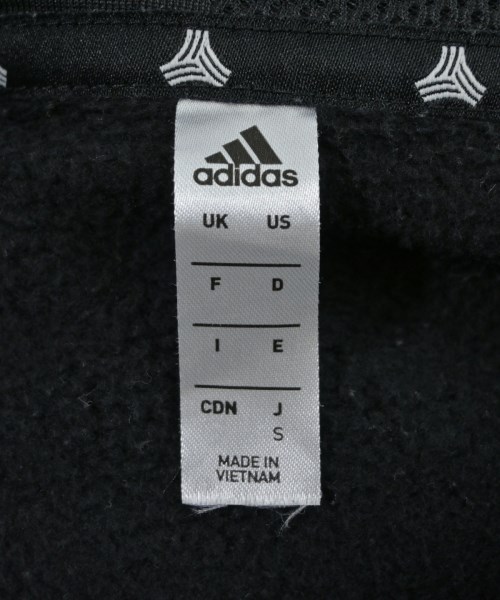 adidas
UK US
F D
I E
CDN J
S
MADE IN
VIETNAM